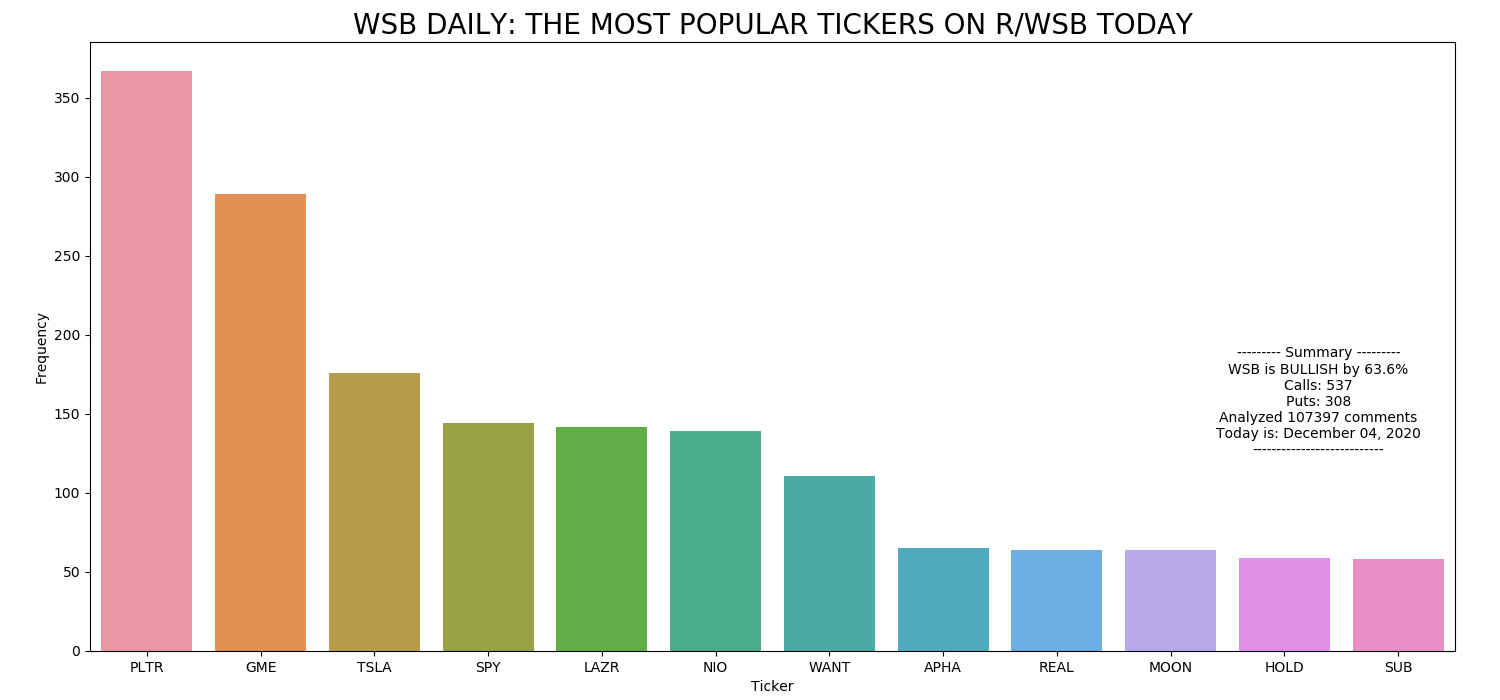 WSB DAILY: THE MOST POPULAR TICKERS ON R/WSB TODAY
Frequency
350
300
250
200
150
100
50
0
--------- Summary ---------
WSB is BULLISH by 63.6%
Calls: 537
Puts: 308
Analyzed 107397 comments
Today is: December 04, 2020
---------------------------
PLTR GME TSLA SPY LAZR NIO WANT APHA REAL MOON HOLD SUB
Ticker